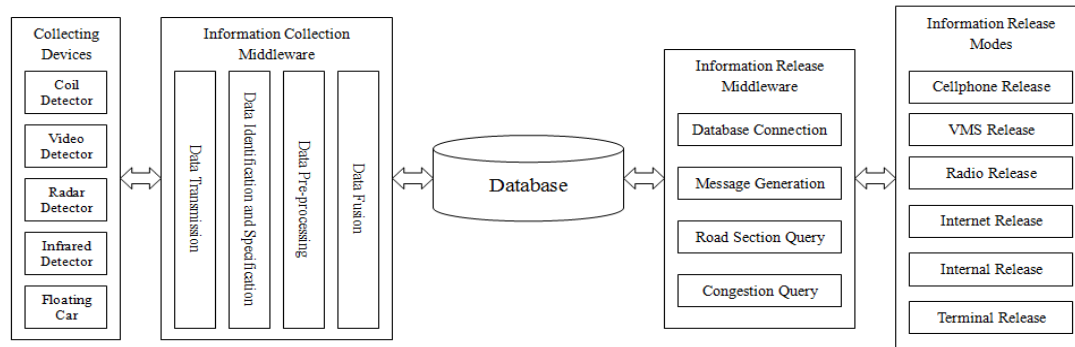 Collecting
Devices
Coil
Detector
Video
Detector
Radar
Detector
Infrared
Detector
Floating
Car
Information Collection
Middleware
Data Transmission
Data Identification and Specification
Data Pre-processing
Data Fusion
Database
Information Release
Middleware
Database Connection
Message Generation
Road Section Query
Congestion Query
Information Release
Modes
Cellphone Release
VMS Release
Radio Release
Internet Release
Internal Release
Terminal Release